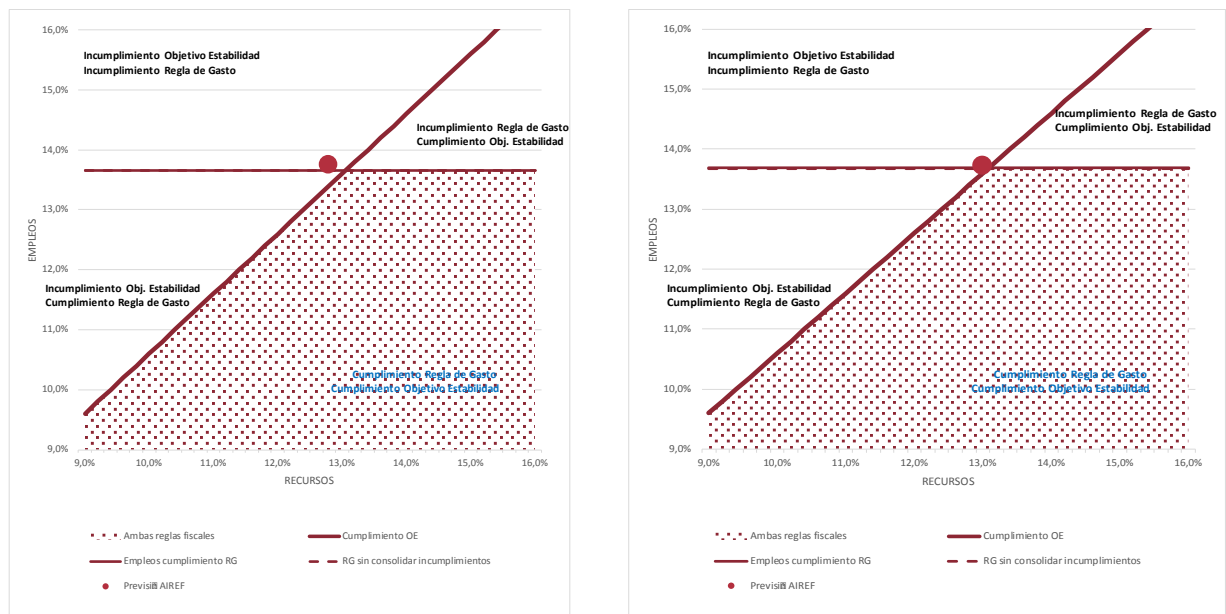 16,0%
Incumplimiento Objetivo Estabilidad
Incumplimiento Regla de Gasto
15,0%
Incumplimiento Regla de Gasto
Cumplimiento Obj. Estabilidad
14,0%
13,0%
EMPLEOS
12,0%
Incumplimiento Obj. Estabilidad
Cumplimiento Regla de Gasto
11,0%
Cumplimiento Regla de Gasto
Cumplimiento Objetivo Estabilidad
10,0%
9,0%
9,0% 10,0% 11,0% 12,0% 13,0% 14,0% 15,0% 16,0%
RECURSOS
Ambas reglas fiscales
Cumplimiento OE
Empleos cumplimiento RG
RG sin consolidar incumplimientos
AIREF
16,0%
Incumplimiento Objetivo Estabilidad
Incumplimiento Regla de Gasto
15,0%
Incumplimiento Regla de Gasto
Cumplimiento Obj. Estabilidad
14,0%
13,0%
EMPLEOS
12,0%
Incumplimiento Obj. Estabilidad
Cumplimiento Regla de Gasto
11,0%
Cumplimiento Regla de Gasto
Cumplimiento Objetivo Estabilidad
10,0%
9,0%
9,0% 10,0% 11,0% 12,0% 13,0% 14,0% 15,0% 16,0%
RECURSOS
Ambas reglas fiscales
Cumplimiento OE
Empleos cumplimiento RG
RG sin consolidar incumplimientos
AIREF